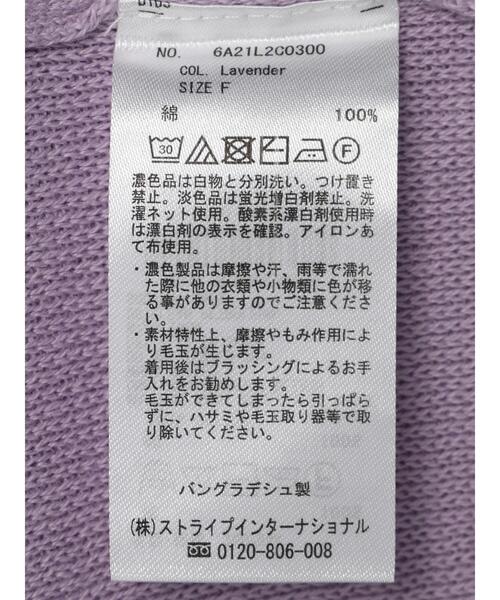 NO. 6A21L2C0300
COL. Lavender
SIZE F
綿 100%
30 F
濃色品は白物と分別洗い。つけ置き
禁止。淡色品は蛍光増白剤禁止。洗
濯ネット使用。酸素系漂白剤使用時
は漂白剤の表示を確認。アイロンあ
て布使用。
・濃色製品は摩擦や汗、雨等で濡れ
た際に他の衣類や小物類に色が移
る事がありますのでご注意くださ
い。
・素材特性上、摩擦やもみ作用によ
り毛玉が生じます。
着用後はブラッシングによるお手
入れをお勧めします。
毛玉ができてしまったら引っぱら
ずに、ハサミや毛玉取り器等で取
り除いてください。
バングラデシュ製
(株)ストライプインターナショナル
0120-806-008